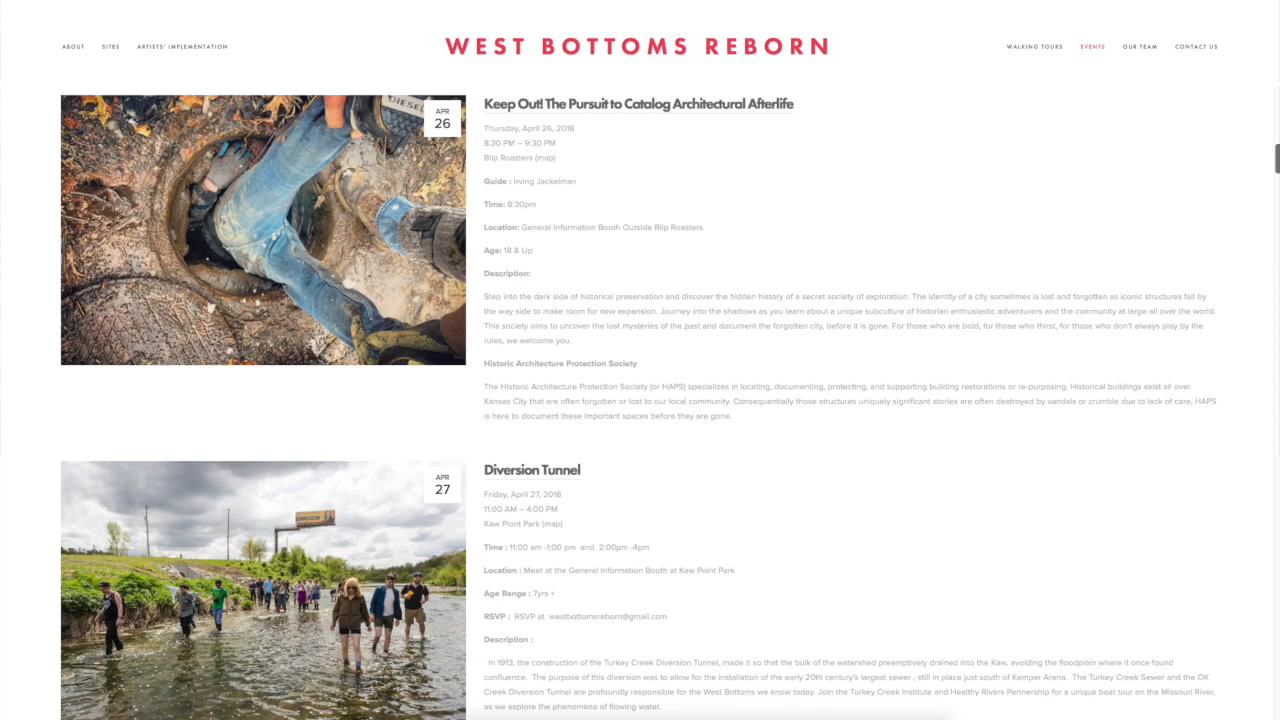 ABOUT SITES ARTISTS' IMPLEMENTATION
WEST BOTTOMS REBORN
WALKING TOURS EVENTS OUR TEAM CONTACT US
DIESEL
APR
26
Keep Out! The Pursuit to Catalog Architectural Afterlife
Thursday, April 26, 2018
8:30 PM – 9:30 PM
Blip Roasters (map)
Guide : Irving Jackelman
Time: 8:30pm
Location: General Information Booth Outside Blip Roasters
Age: 18 & Up
Description:
Step into the dark side of historical preservation and discover the hidden history of a secret society of exploration. The identity of a city sometimes is lost and forgotten as iconic structures fall by
the way side to make room for new expansion. Journey into the shadows as you learn about a unique subculture of historian enthusiastic adventurers and the community at large all over the world.
This society aims to uncover the lost mysteries of the past and document the forgotten city, before it is gone. For those who are bold, for those who thirst, for those who don't always play by the
rules, we welcome you.
Historic Architecture Protection Society
The Historic Architecture Protection Society (or HAPS) specializes in locating, documenting, protecting, and supporting building restorations or re-purposing. Historical buildings exist all over
Kansas City that are often forgotten or lost to our local community. Consequentially those structures uniquely significant stories are often destroyed by vandals or crumble due to lack of care, HAPS
is here to document these important spaces before they are gone.
APR
27
Diversion Tunnel
Friday, April 27, 2018
11:00 AM – 4:00 PM
Kaw Piont Park (map)
Time : 11:00 am -1:00 pm and 2:00pm -4pm
Location : Meet at the General Information Booth at Kaw Point Park
Age Range : 7yrs +
RSVP : RSVP at westbottomsreborn@gmail.com
Description :
In 1913, the construction of the Turkey Creek Diversion Tunnel, made it so that the bulk of the watershed preemptively drained into the Kaw, avoiding the floodplain where it once found
confluence. The purpose of this diversion was to allow for the installation of the early 20th century's largest sewer , still in place just south of Kemper Arena. The Turkey Creek Sewer and the OK
Creek Diversion Tunnel are profoundly responsible for the West Bottoms we know today. Join the Turkey Creek Institute and Healthy Rivers Partnership for a unique boat tour on the Missouri River,
as we explore the phenomena of flowing water.